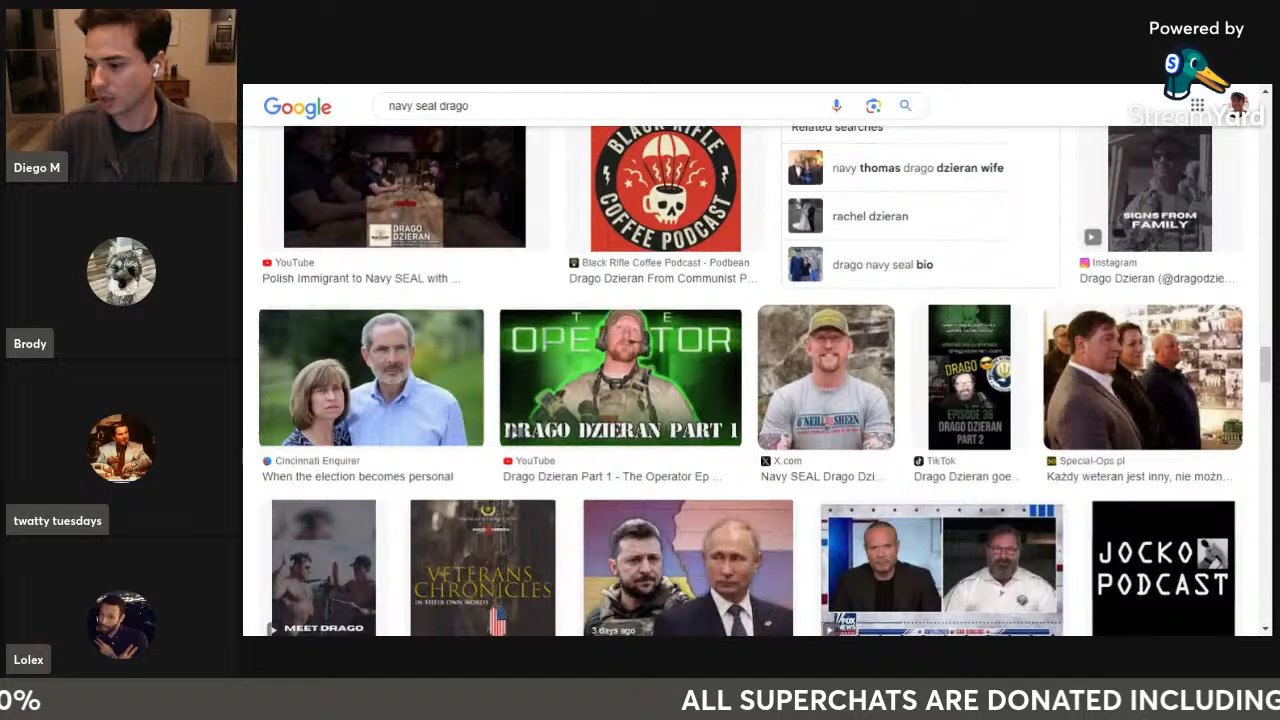 Powered by
StreamYard
Diego M
Brody
twatty tuesdays
Lolex
Google
navy seal drago
Related searches
navy thomas drago dzieran wife
rachel dzieran
drago navy seal bio
DRAGO
DZIERAN
BLACK RIFLE
COFFEE PODCAST
SIGNS FROM
FAMILY
YouTube
Polish Immigrant to Navy SEAL with ...
Black Rifle Coffee Podcast - Podbean
Drago Dzieran From Communist P...
Instagram
Drago Dzieran (@dragodzie...
THE
OPERATOR
DRAGO DZIERAN PART 1
O'NEILL SHEEN
DRAGO
EPISODE 36
DRAGO DZIERAN
PART 2
Cincinnati Enquirer
When the election becomes personal
YouTube
Drago Dzieran Part 1 - The Operator Ep ...
X.com
Navy SEAL Drago Dzi...
TikTok
Drago Dzieran goe..
Special-Ops.pl
Każdy weteran jest inny, nie możn...
MEET DRAGO
VETERANS
CHRONICLES
IN THEIR OWN WORDS
3 days ago
FOX
NEWS
JOCKO
PODCAST
0%
ALL SUPERCHATS ARE DONATED INCLUDING